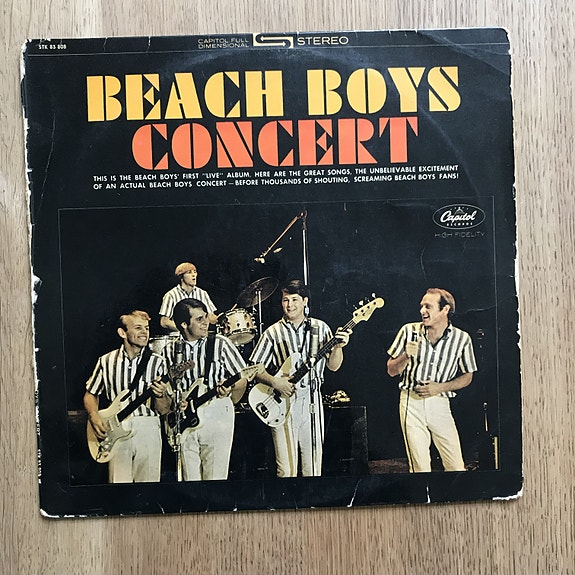 STK 83 808
CAPITOL FULL DIMENSIONAL STEREO
BEACH BOYS
CONCERT
THIS IS THE BEACH BOYS' FIRST "LIVE" ALBUM. HERE ARE THE GREAT SONGS, THE UNBELIEVABLE EXCITEMENT
OF AN ACTUAL BEACH BOYS CONCERT—BEFORE THOUSANDS OF SHOUTING, SCREAMING BEACH BOYS FANS!
Capitol
RECORDS
HIGH FIDELITY